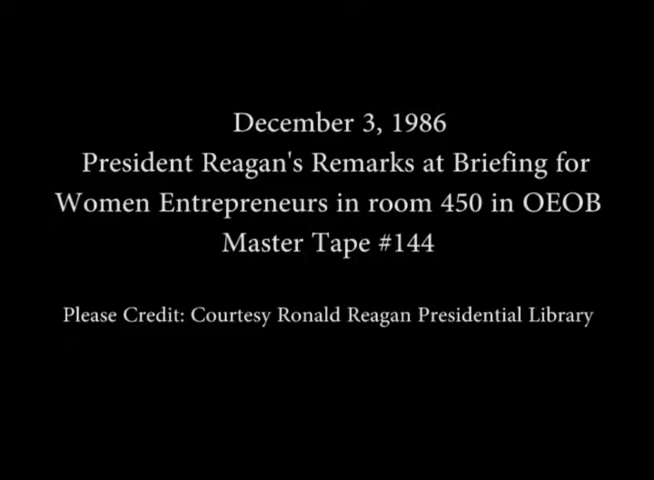 December 3, 1986
President Reagan's Remarks at Briefing for
Women Entrepreneurs in room 450 in OEOB
Master Tape #144
Please Credit: Courtesy Ronald Reagan Presidential Library